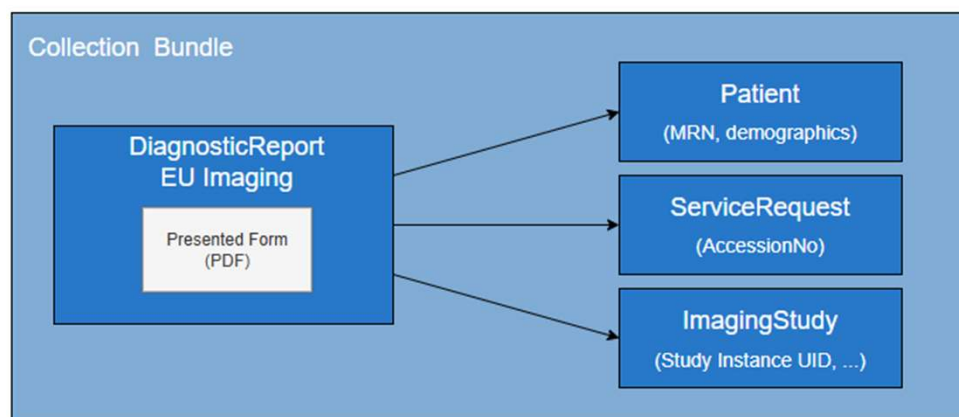 Collection Bundle
DiagnosticReport
EU Imaging
Presented Form
(PDF)
Patient
(MRN, demographics)
ServiceRequest
(AccessionNo)
ImagingStudy
(Study Instance UID, ...)